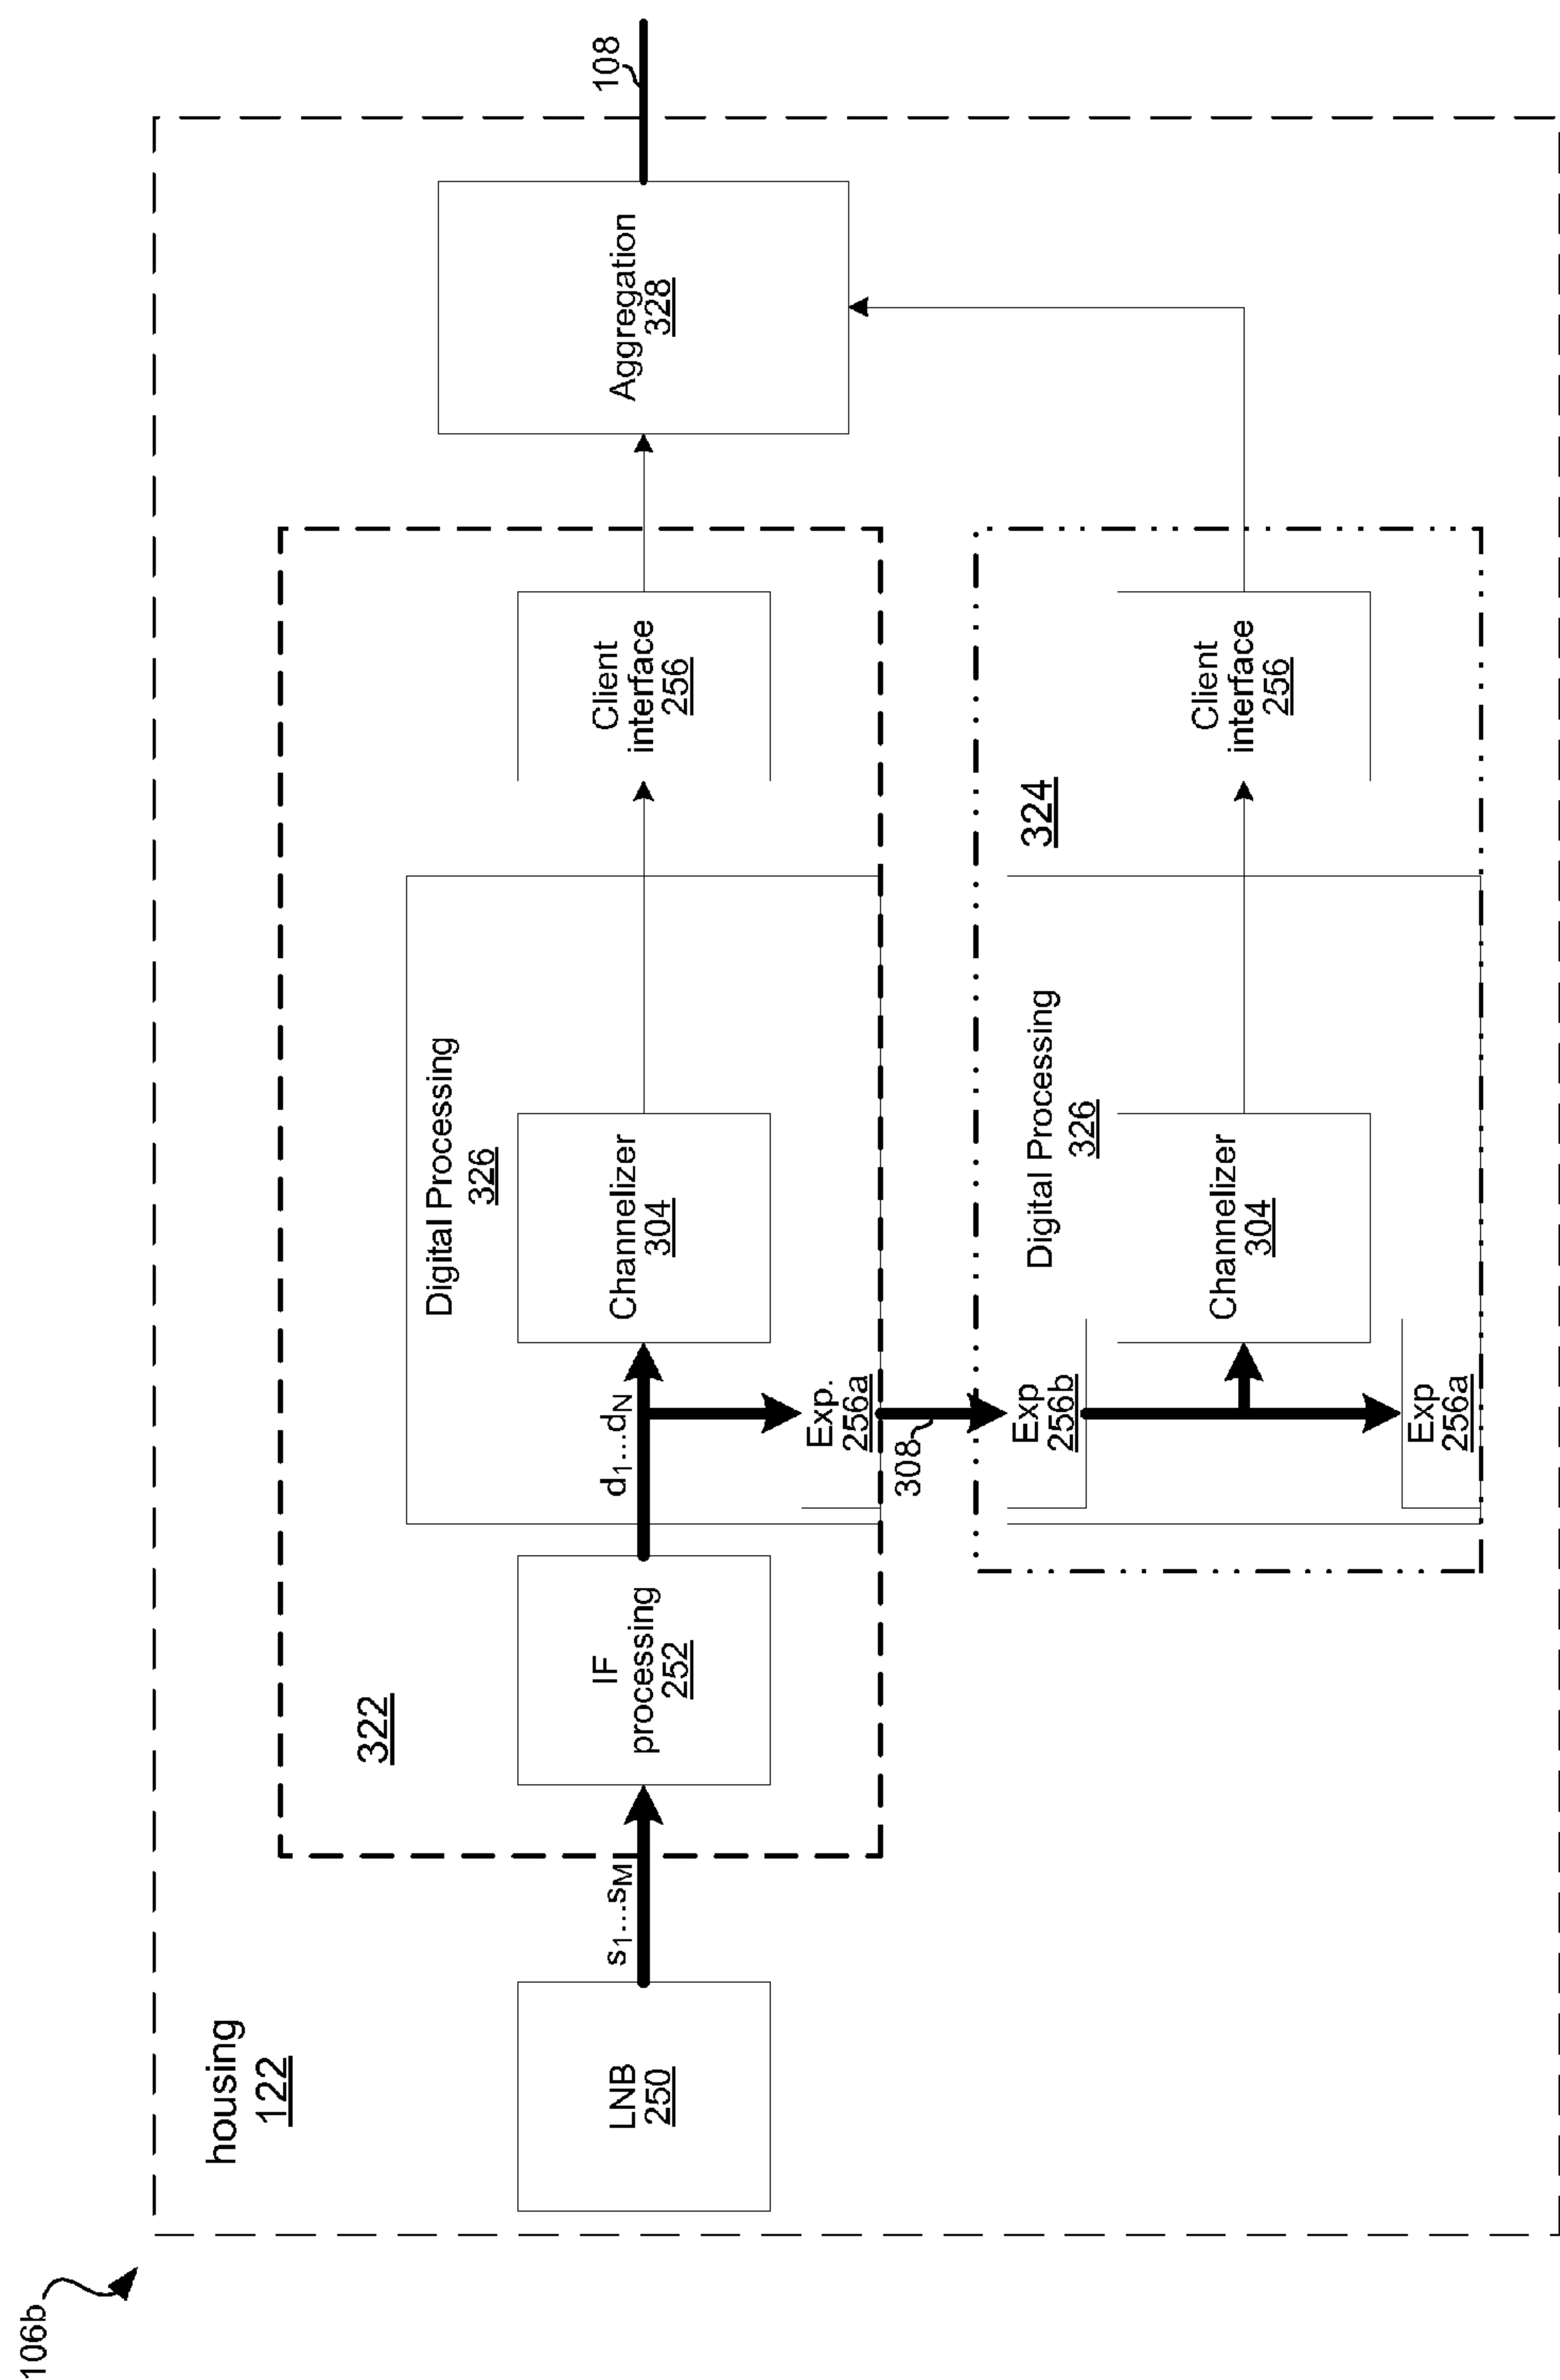 106b
housing
122
LNB
250
s1...sM
322
IF
processing
252
d1...dN
Digital Processing
326
Channelizer
304
Exp.
256a
Client
interface
256
Aggregation
328
108
308
324
Digital Processing
326
Exp
256b
Channelizer
304
Exp
256a
Client
interface
256